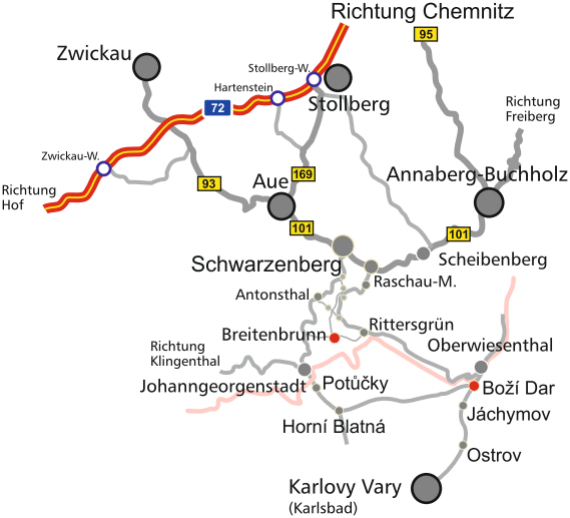 Richtung Chemnitz
95
Zwickau
Stollberg-W.
Hartenstein
Stollberg
72
Richtung
Freiberg
Zwickau-W.
Richtung
Hof
93
Aue
169
Annaberg-Buchholz
101
101
Schwarzenberg
Scheibenberg
Raschau-M.
Antonsthal
Breitenbrunn
Rittersgrün
Richtung
Klingenthal
Oberwiesenthal
Johanngeorgenstadt
Potůčky
Boží Dar
Horní Blatná
Jáchymov
Ostrov
Karlovy Vary
(Karlsbad)